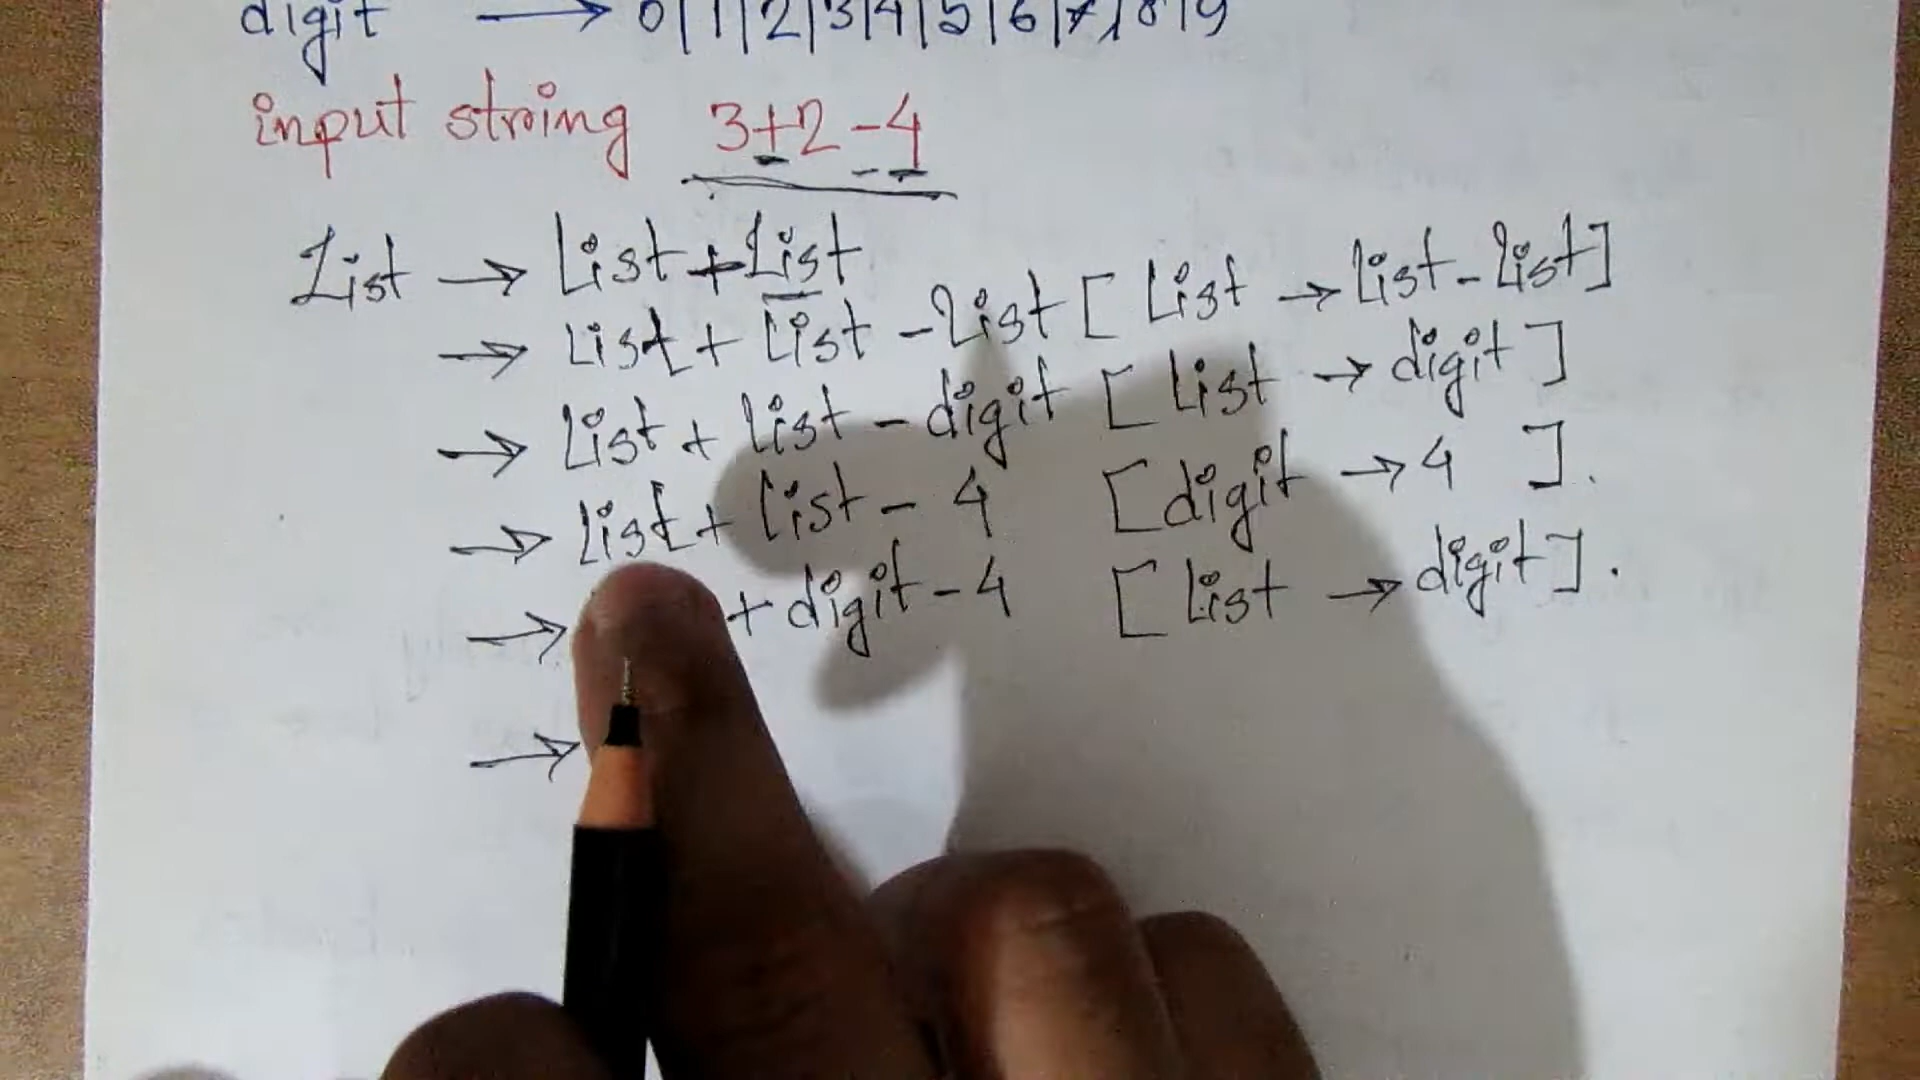 digit → 0|1|2|3|4|5|6|7|8|9
input string 3+2-4
List → List + List
→ List + List - List [ List → List - List ]
→ List + List - digit [ List → digit ]
→ List + List - 4 [ digit → 4 ].
→ + digit - 4 [ List → digit ].
→